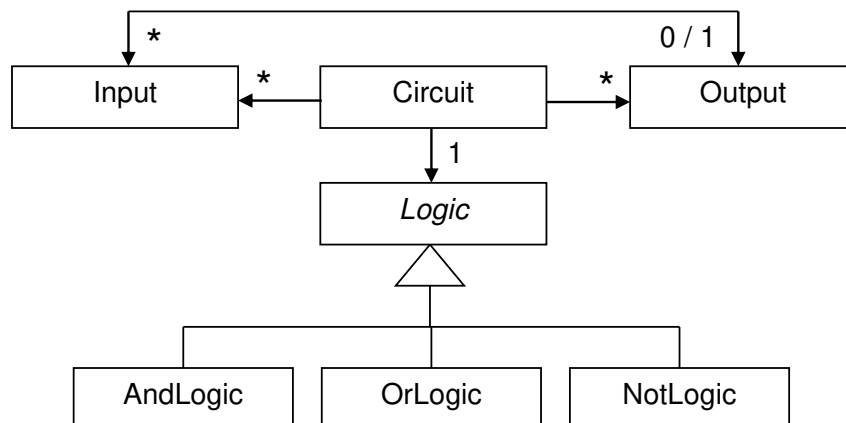 * 0 / 1
Input * Circuit * Output
1
Logic
AndLogic OrLogic NotLogic